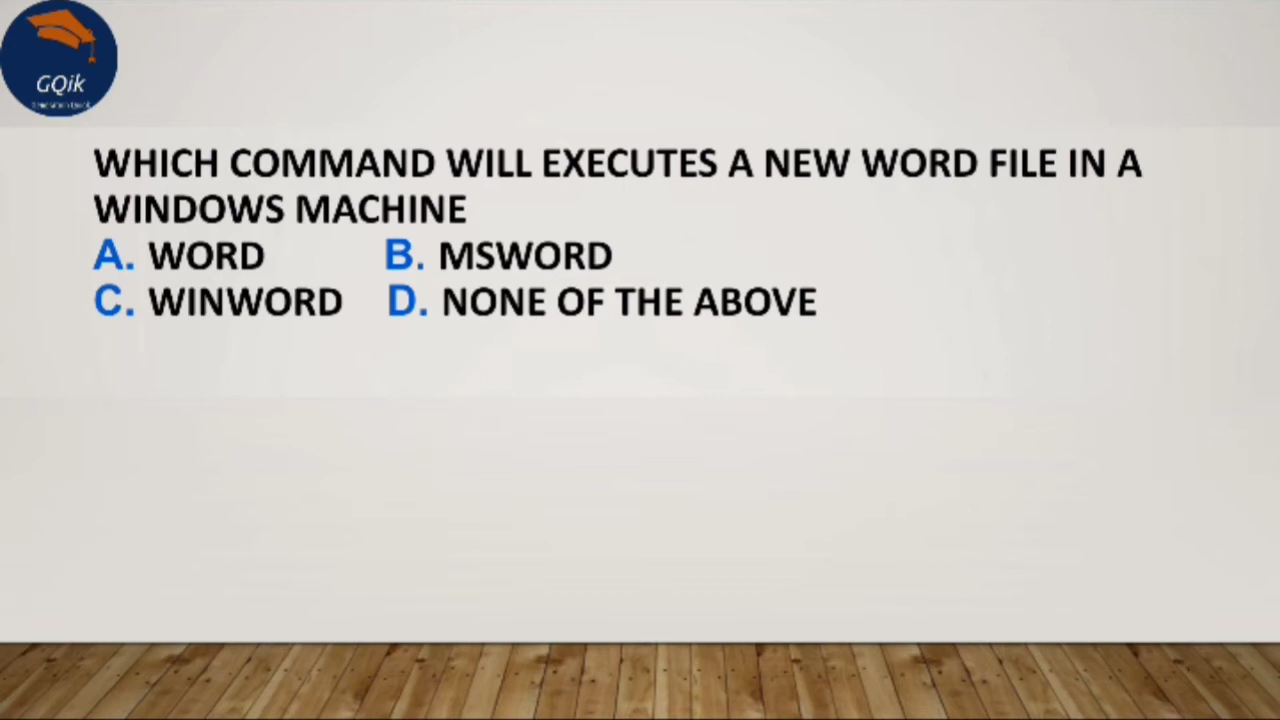 GQik
WHICH COMMAND WILL EXECUTES A NEW WORD FILE IN A
WINDOWS MACHINE
A. WORD B. MSWORD
C. WINWORD D. NONE OF THE ABOVE